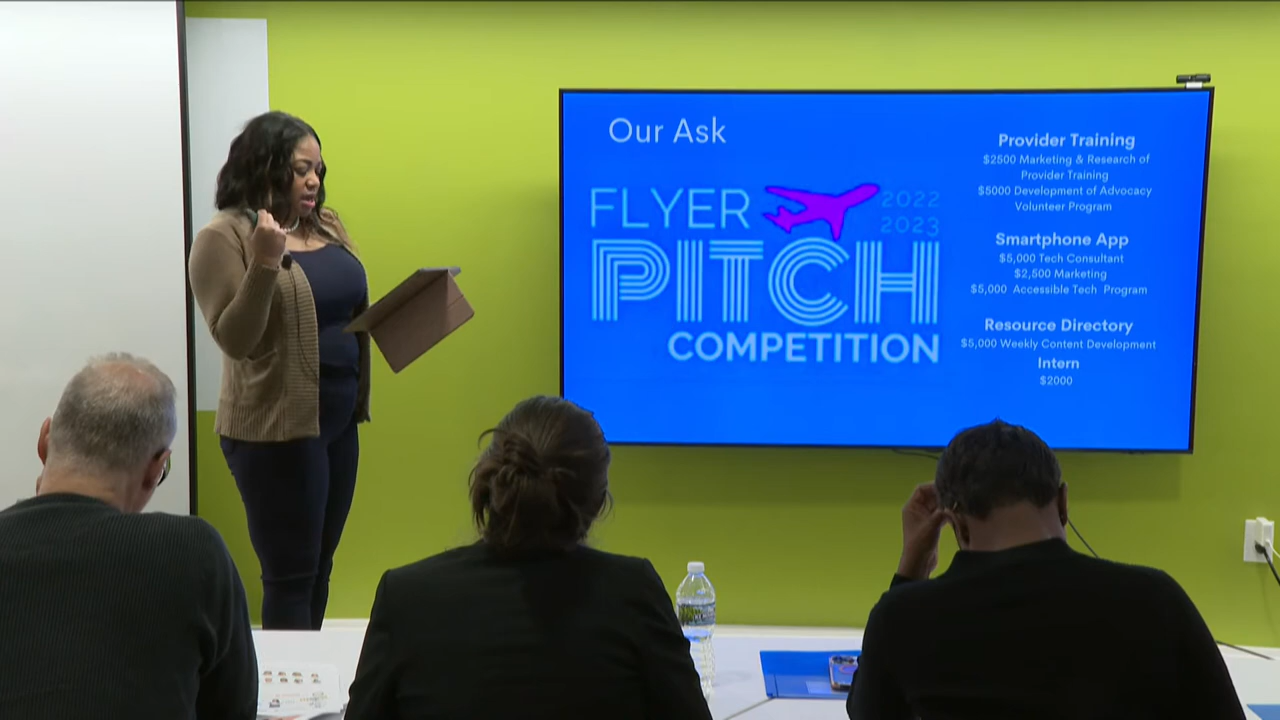 Our Ask
FLYER
2022
2023
PITCH
COMPETITION
Provider Training
$2500 Marketing & Research of
Provider Training
$5000 Development of Advocacy
Volunteer Program
Smartphone App
$5,000 Tech Consultant
$2,500 Marketing
$5,000 Accessible Tech Program
Resource Directory
$5,000 Weekly Content Development
Intern
$2000